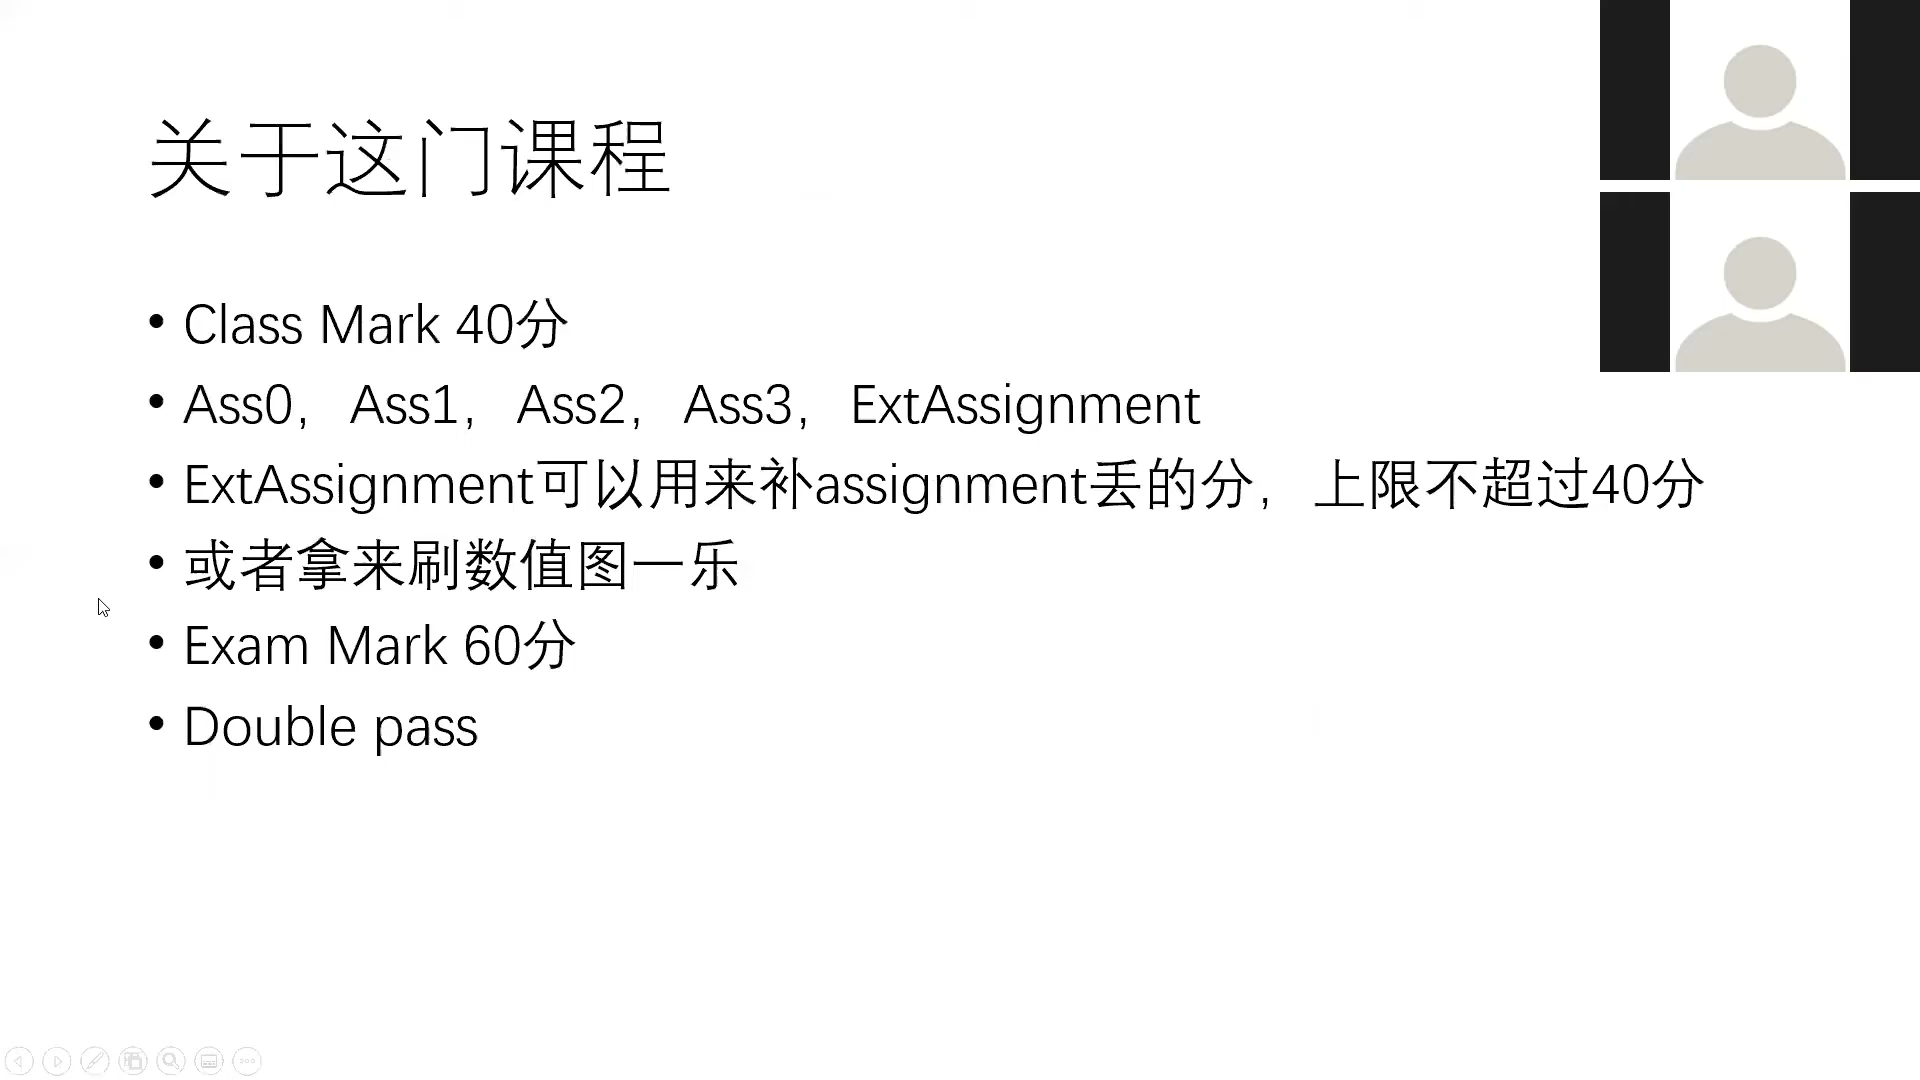 关于这门课程
• Class Mark 40分
• Ass0，Ass1，Ass2，Ass3，ExtAssignment
• ExtAssignment可以用来补assignment丢的分，上限不超过40分
• 或者拿来刷数值图一乐
• Exam Mark 60分
• Double pass